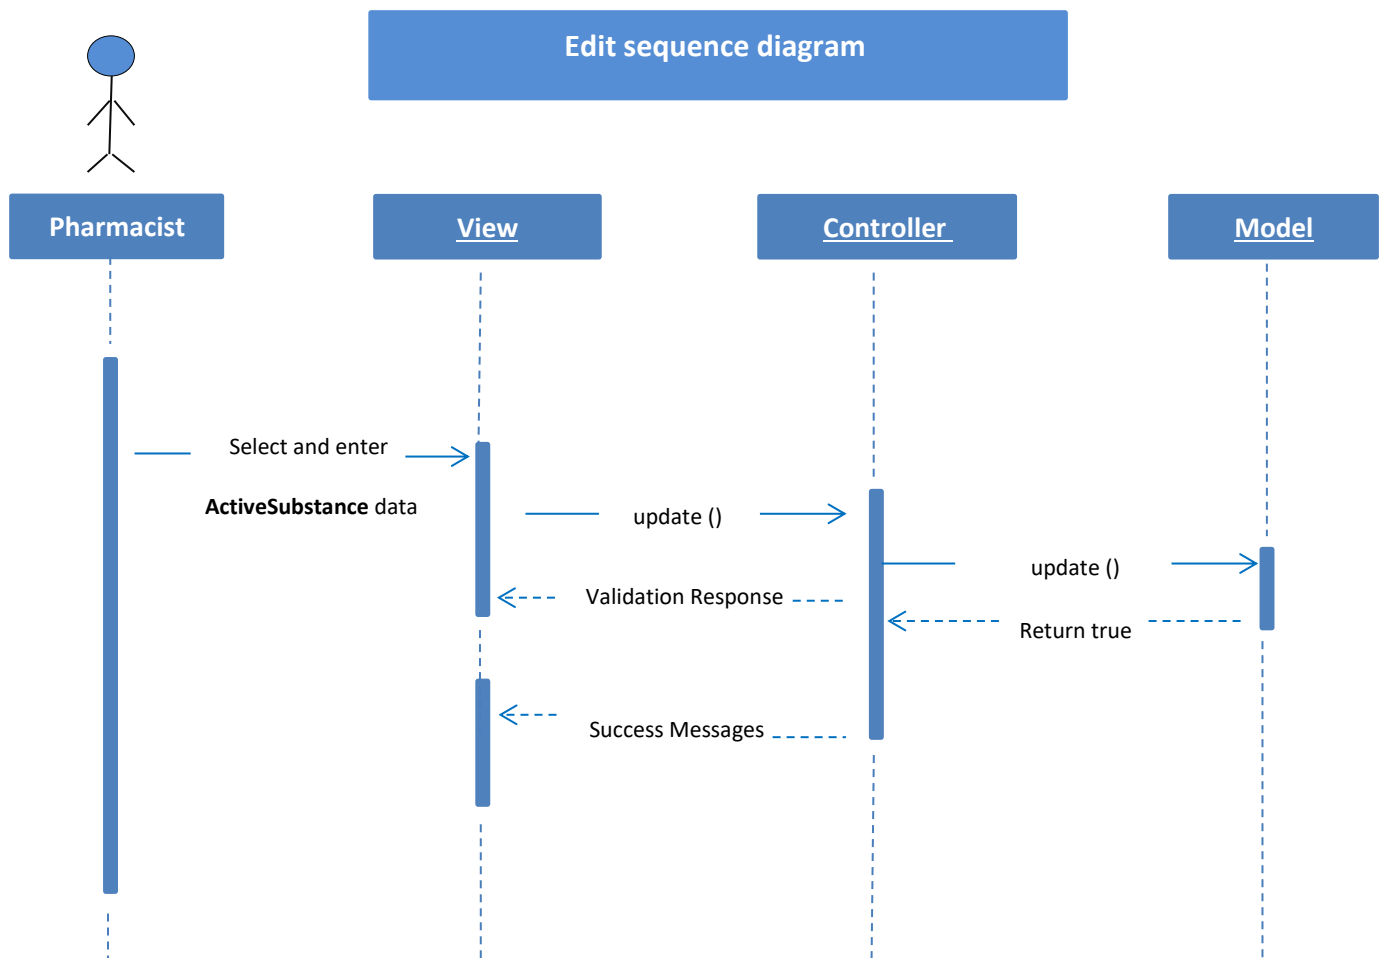 Edit sequence diagram
Pharmacist
View
Controller
Model
Select and enter
ActiveSubstance data
update ()
update ()
Validation Response
Return true
Success Messages